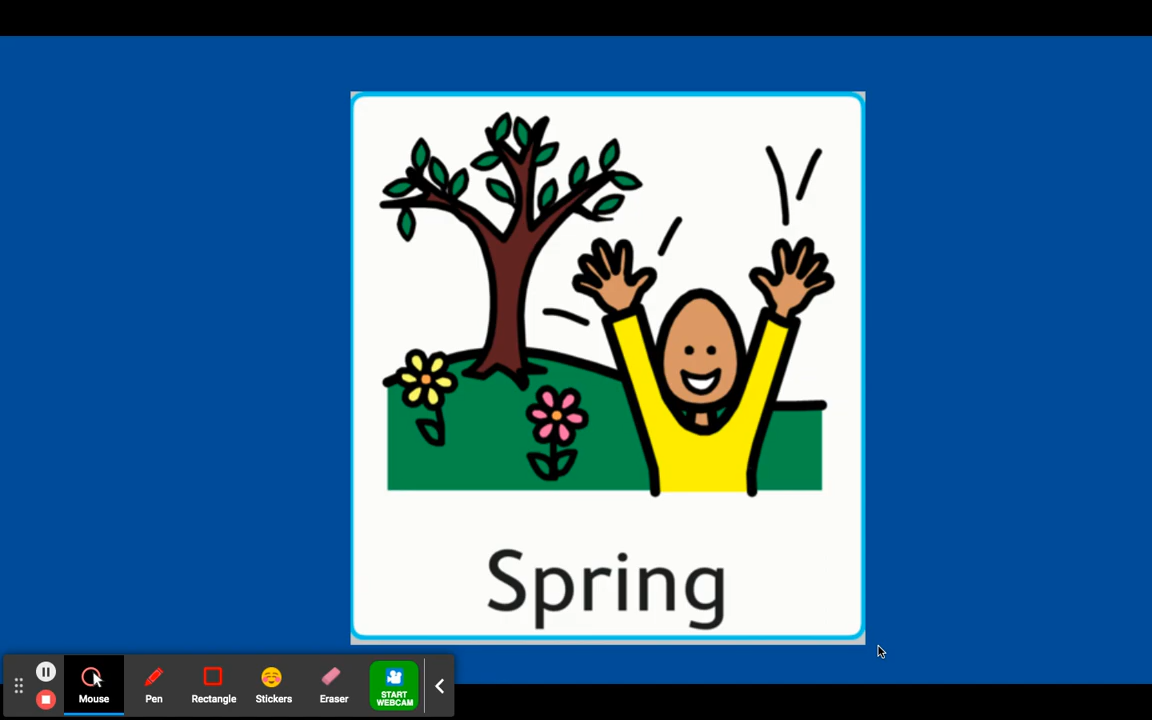 Spring
Mouse
Pen
Rectangle
Stickers
Eraser
START
WEBCAM